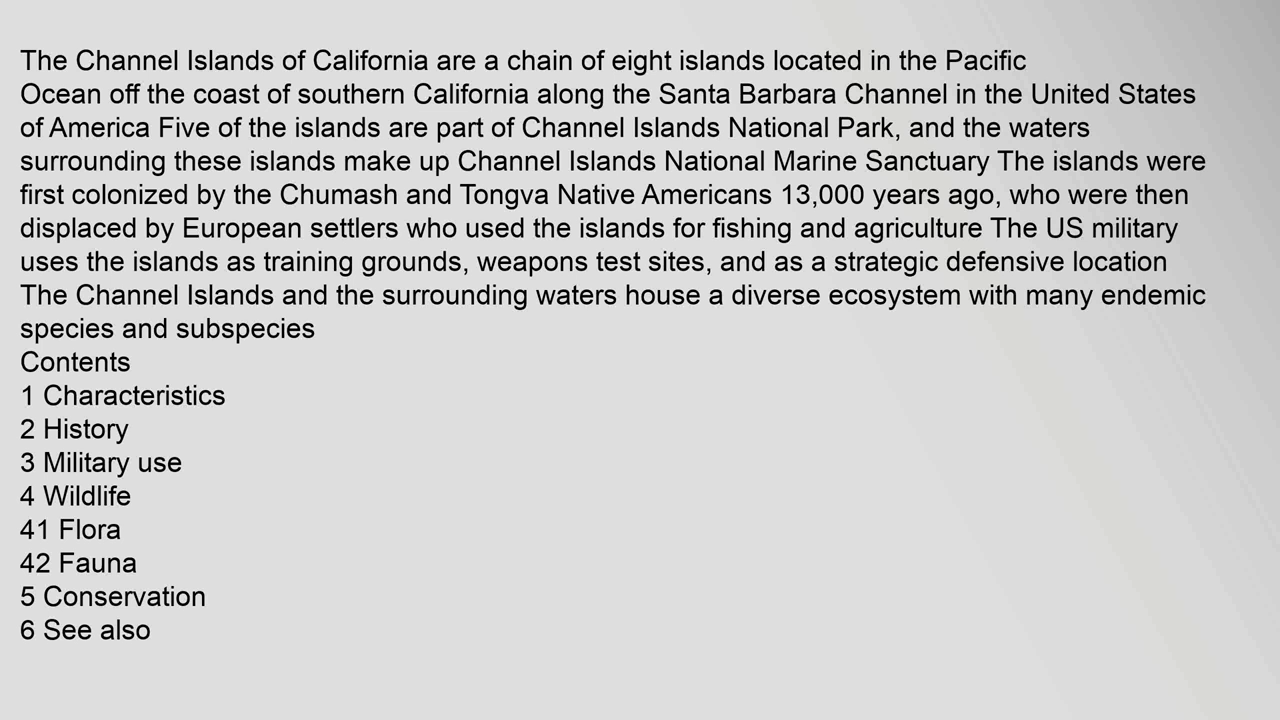 The Channel Islands of California are a chain of eight islands located in the Pacific
Ocean off the coast of southern California along the Santa Barbara Channel in the United States
of America Five of the islands are part of Channel Islands National Park, and the waters
surrounding these islands make up Channel Islands National Marine Sanctuary The islands were
first colonized by the Chumash and Tongva Native Americans 13,000 years ago, who were then
displaced by European settlers who used the islands for fishing and agriculture The US military
uses the islands as training grounds, weapons test sites, and as a strategic defensive location
The Channel Islands and the surrounding waters house a diverse ecosystem with many endemic
species and subspecies
Contents
1 Characteristics
2 History
3 Military use
4 Wildlife
41 Flora
42 Fauna
5 Conservation
6 See also